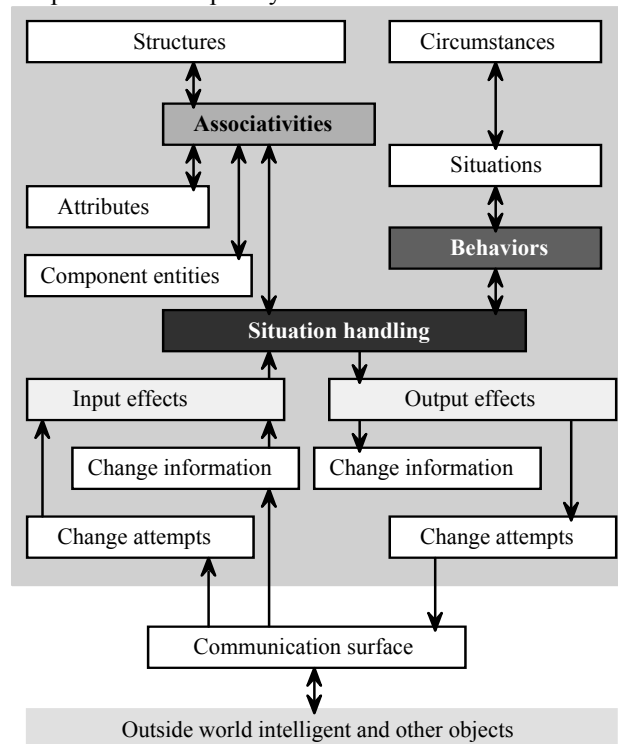 Structures
Circumstances
Associativities
Situations
Attributes
Behaviors
Component entities
Situation handling
Input effects
Output effects
Change information
Change information
Change attempts
Change attempts
Communication surface
Outside world intelligent and other objects